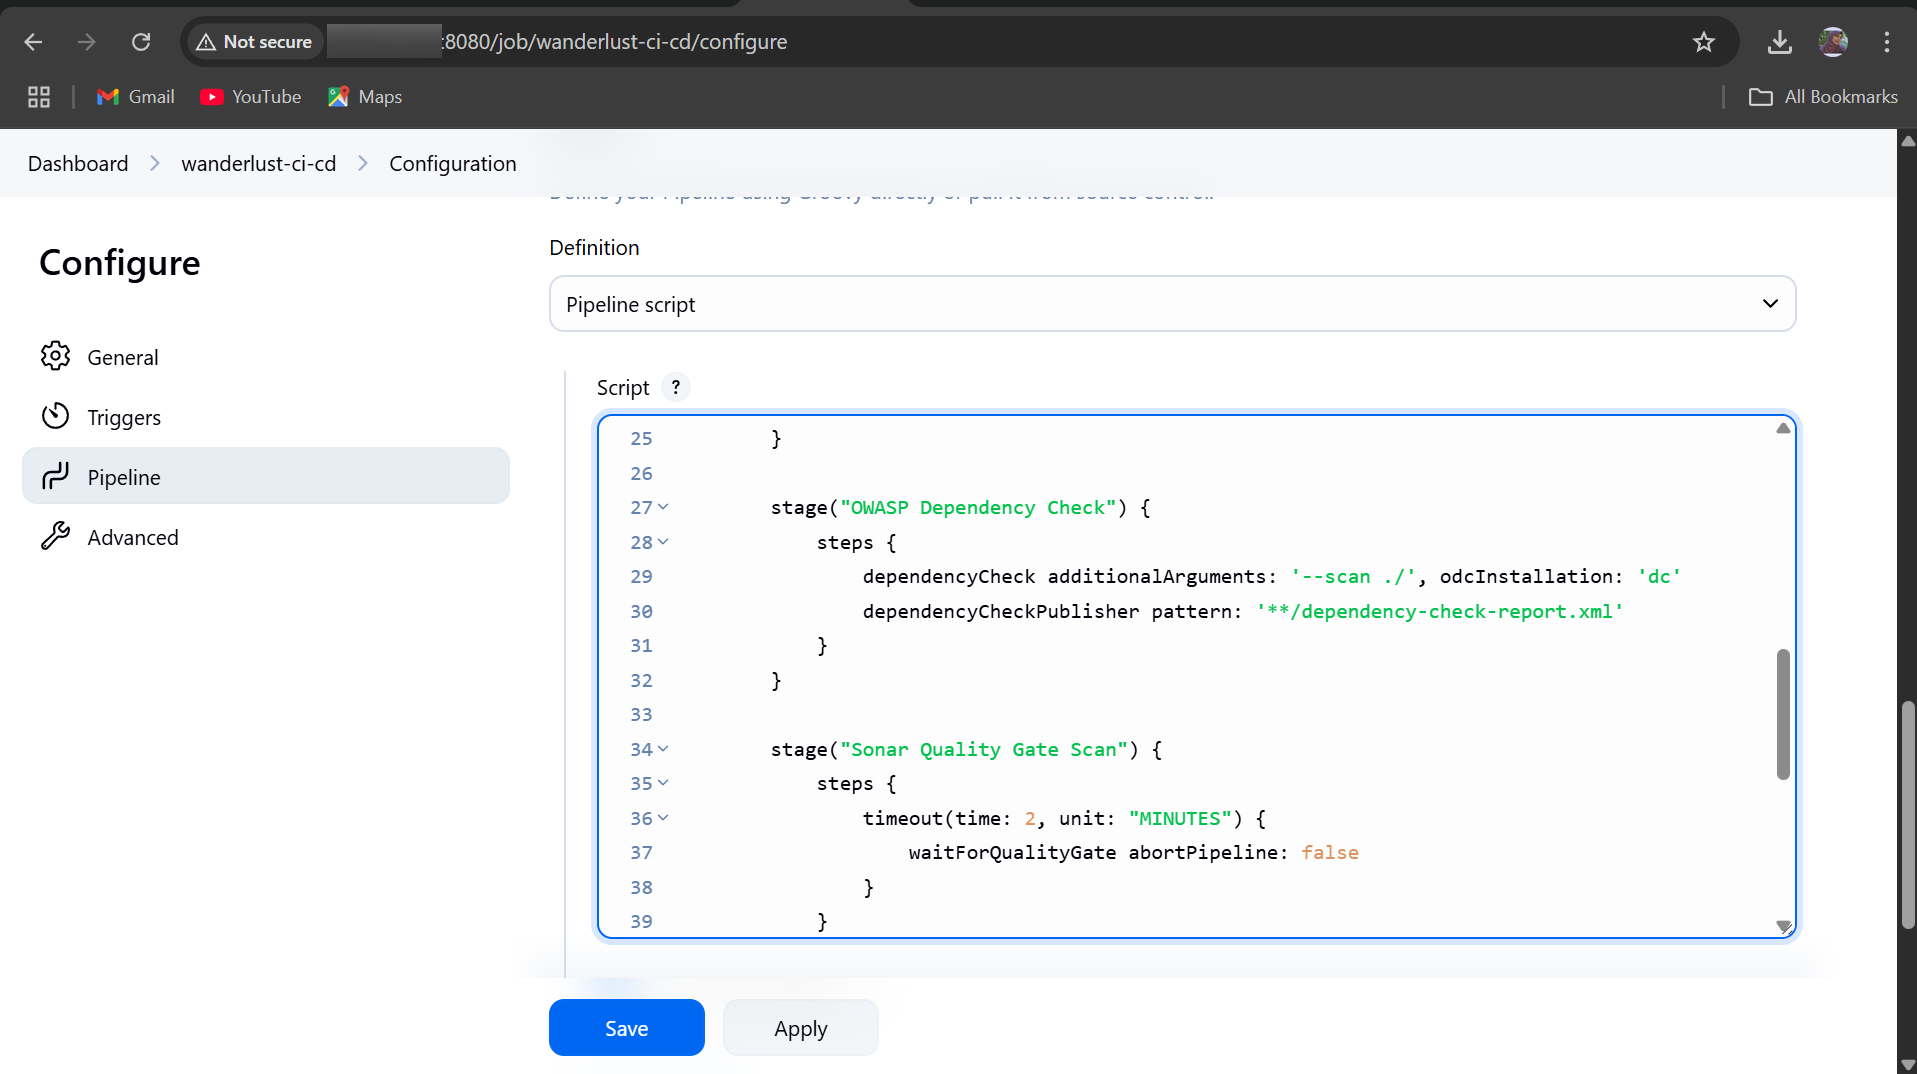 Not secure :8080/job/wanderlust-ci-cd/configure
Gmail YouTube Maps All Bookmarks
Dashboard wanderlust-ci-cd Configuration
Define your Pipeline using Groovy directly or pull it from source control.
Configure
General
Triggers
Pipeline
Advanced
Definition
Pipeline script
Script ?
25 }
26
27 stage("OWASP Dependency Check") {
28 steps {
29 dependencyCheck additionalArguments: '--scan ./', odcInstallation: 'dc'
30 dependencyCheckPublisher pattern: '**/dependency-check-report.xml'
31 }
32 }
33
34 stage("Sonar Quality Gate Scan") {
35 steps {
36 timeout(time: 2, unit: "MINUTES") {
37 waitForQualityGate abortPipeline: false
38 }
39 }
Save Apply